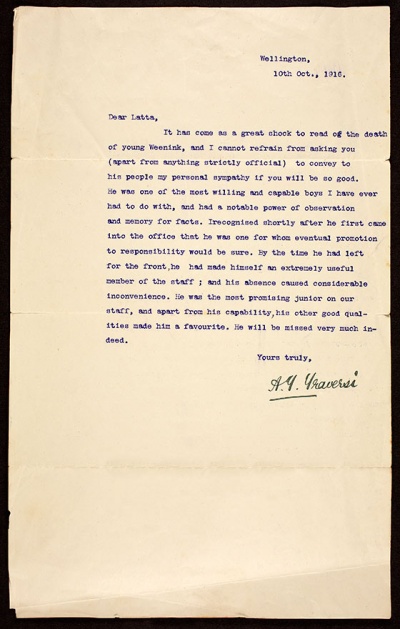 Wellington,
10th Oct., 1916.
Dear Latta,
It has come as a great shock to read of the death
of young Weenink, and I cannot refrain from asking you
(apart from anything strictly official) to convey to
his people my personal sympathy if you will be so good.
He was one of the most willing and capable boys I have ever
had to do with, and had a notable power of observation
and memory for facts. Irecognised shortly after he first came
into the office that he was one for whom eventual promotion
to responsibility would be sure. By the time he had left
for the front,he had made himself an extremely useful
member of the staff ; and his absence caused considerable
inconvenience. He was the most promising junior on our
staff, and apart from his capability,his other good qual-
ities made him a favourite. He will be missed very much in-
deed.
Yours truly,
A. Y. Traversi